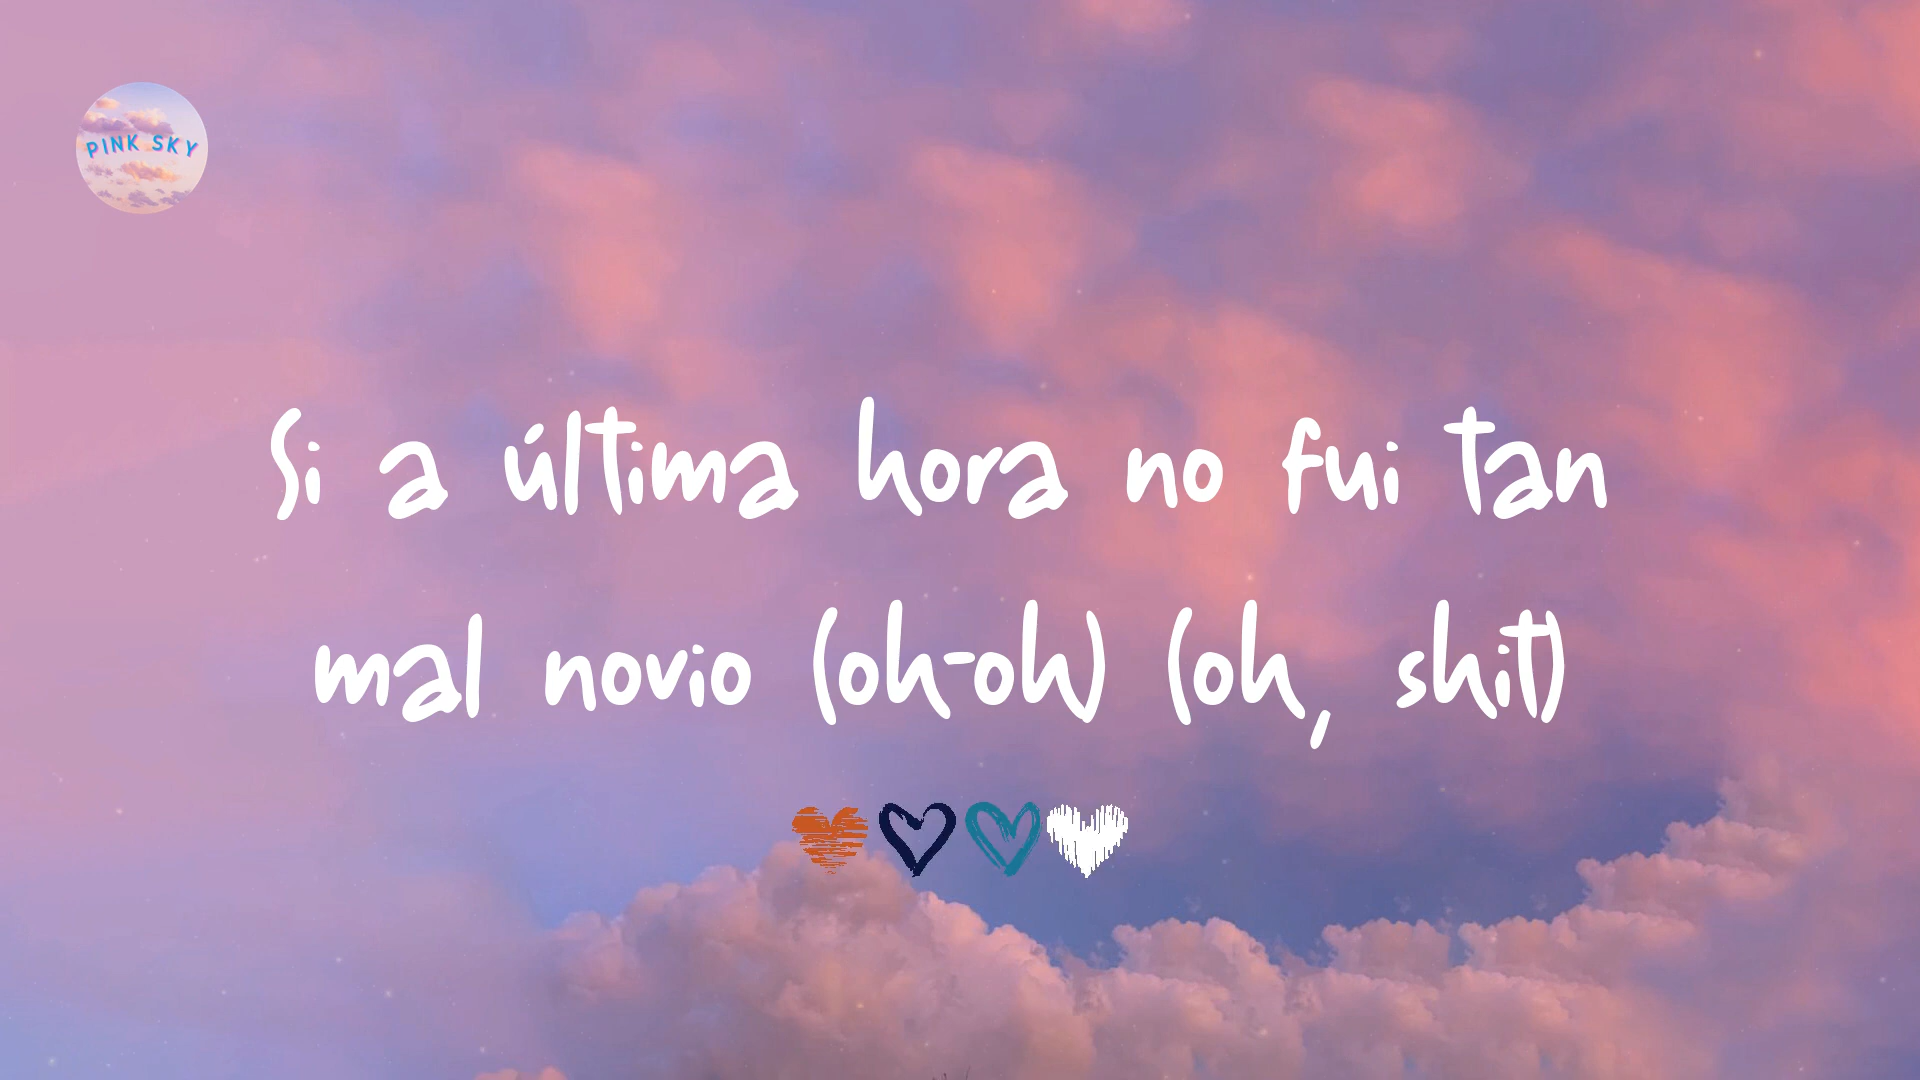 PINK SKY
Si a última hora no fui tan
mal novio (oh-oh) (oh, shit)